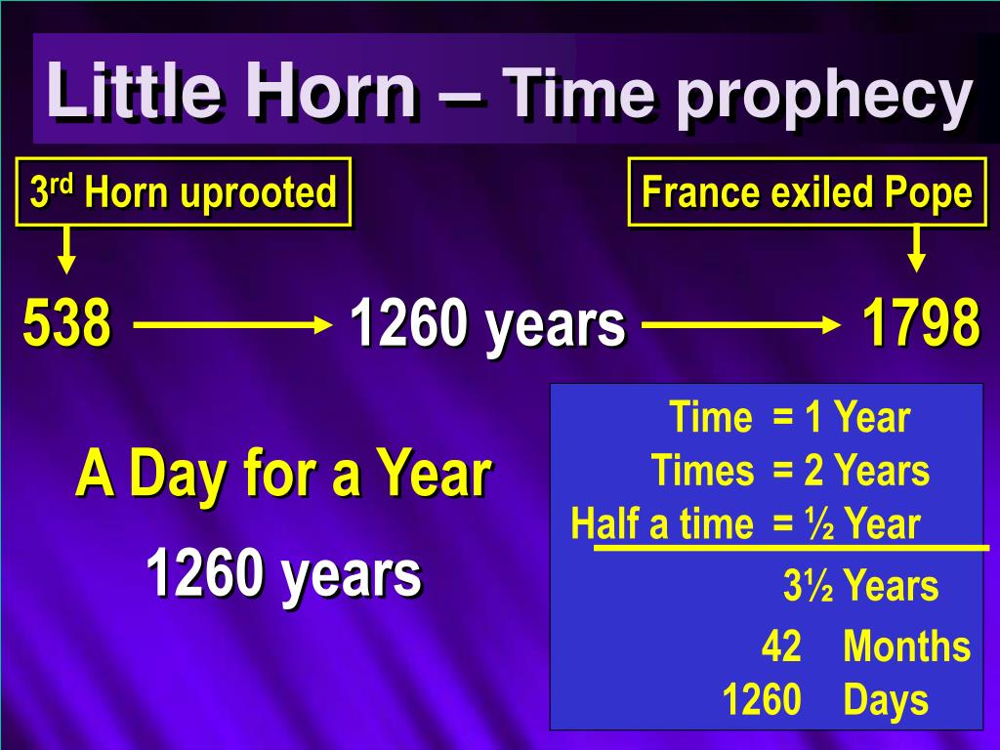 Little Horn – Time prophecy
3rd Horn uprooted
France exiled Pope
538
1260 years
1798
A Day for a Year
1260 years
Time = 1 Year
Times = 2 Years
Half a time = ½ Year
3½ Years
42 Months
1260 Days